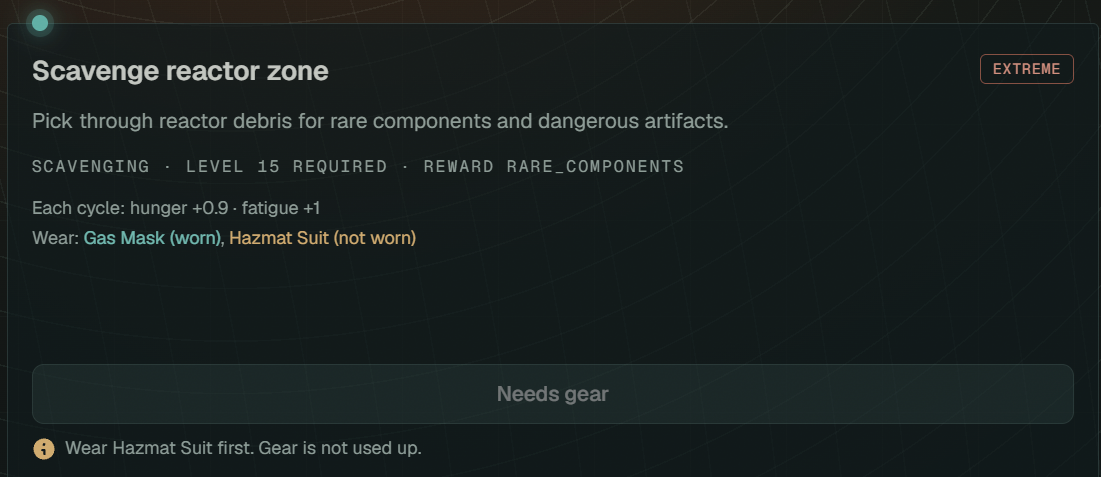 Scavenge reactor zone
EXTREME
Pick through reactor debris for rare components and dangerous artifacts.
SCAVENGING · LEVEL 15 REQUIRED · REWARD RARE_COMPONENTS
Each cycle: hunger +0.9 · fatigue +1
Wear: Gas Mask (worn), Hazmat Suit (not worn)
Needs gear
Wear Hazmat Suit first. Gear is not used up.